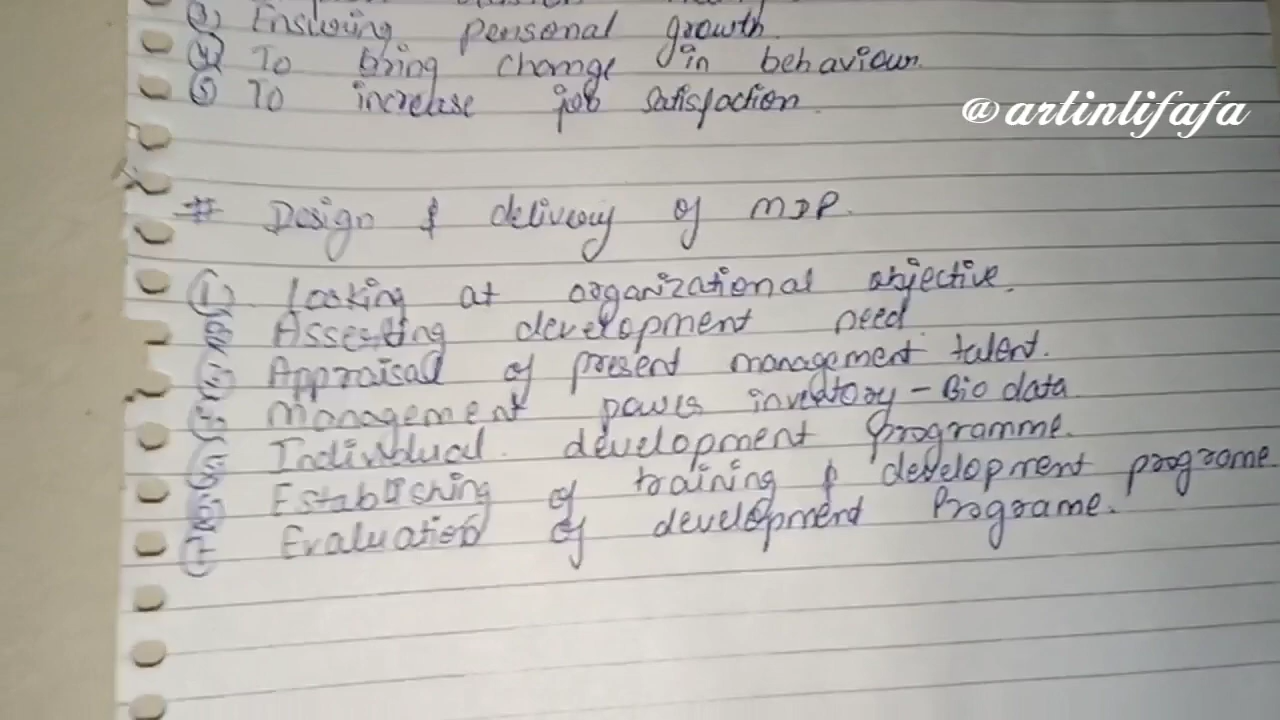 ③ Ensuring personal growth.
④ To bring change in behaviour.
⑤ To increase job satisfaction.
@artinlifafa
# Design & delivery of MDP.
① Looking at organizational objective.
② Assessing development need
③ Appraisal of present management talent.
④ Management inventory - Bio data
⑤ Individual development Programme.
⑥ Establishing of training & development programe
⑦ Evaluation of development Programe.